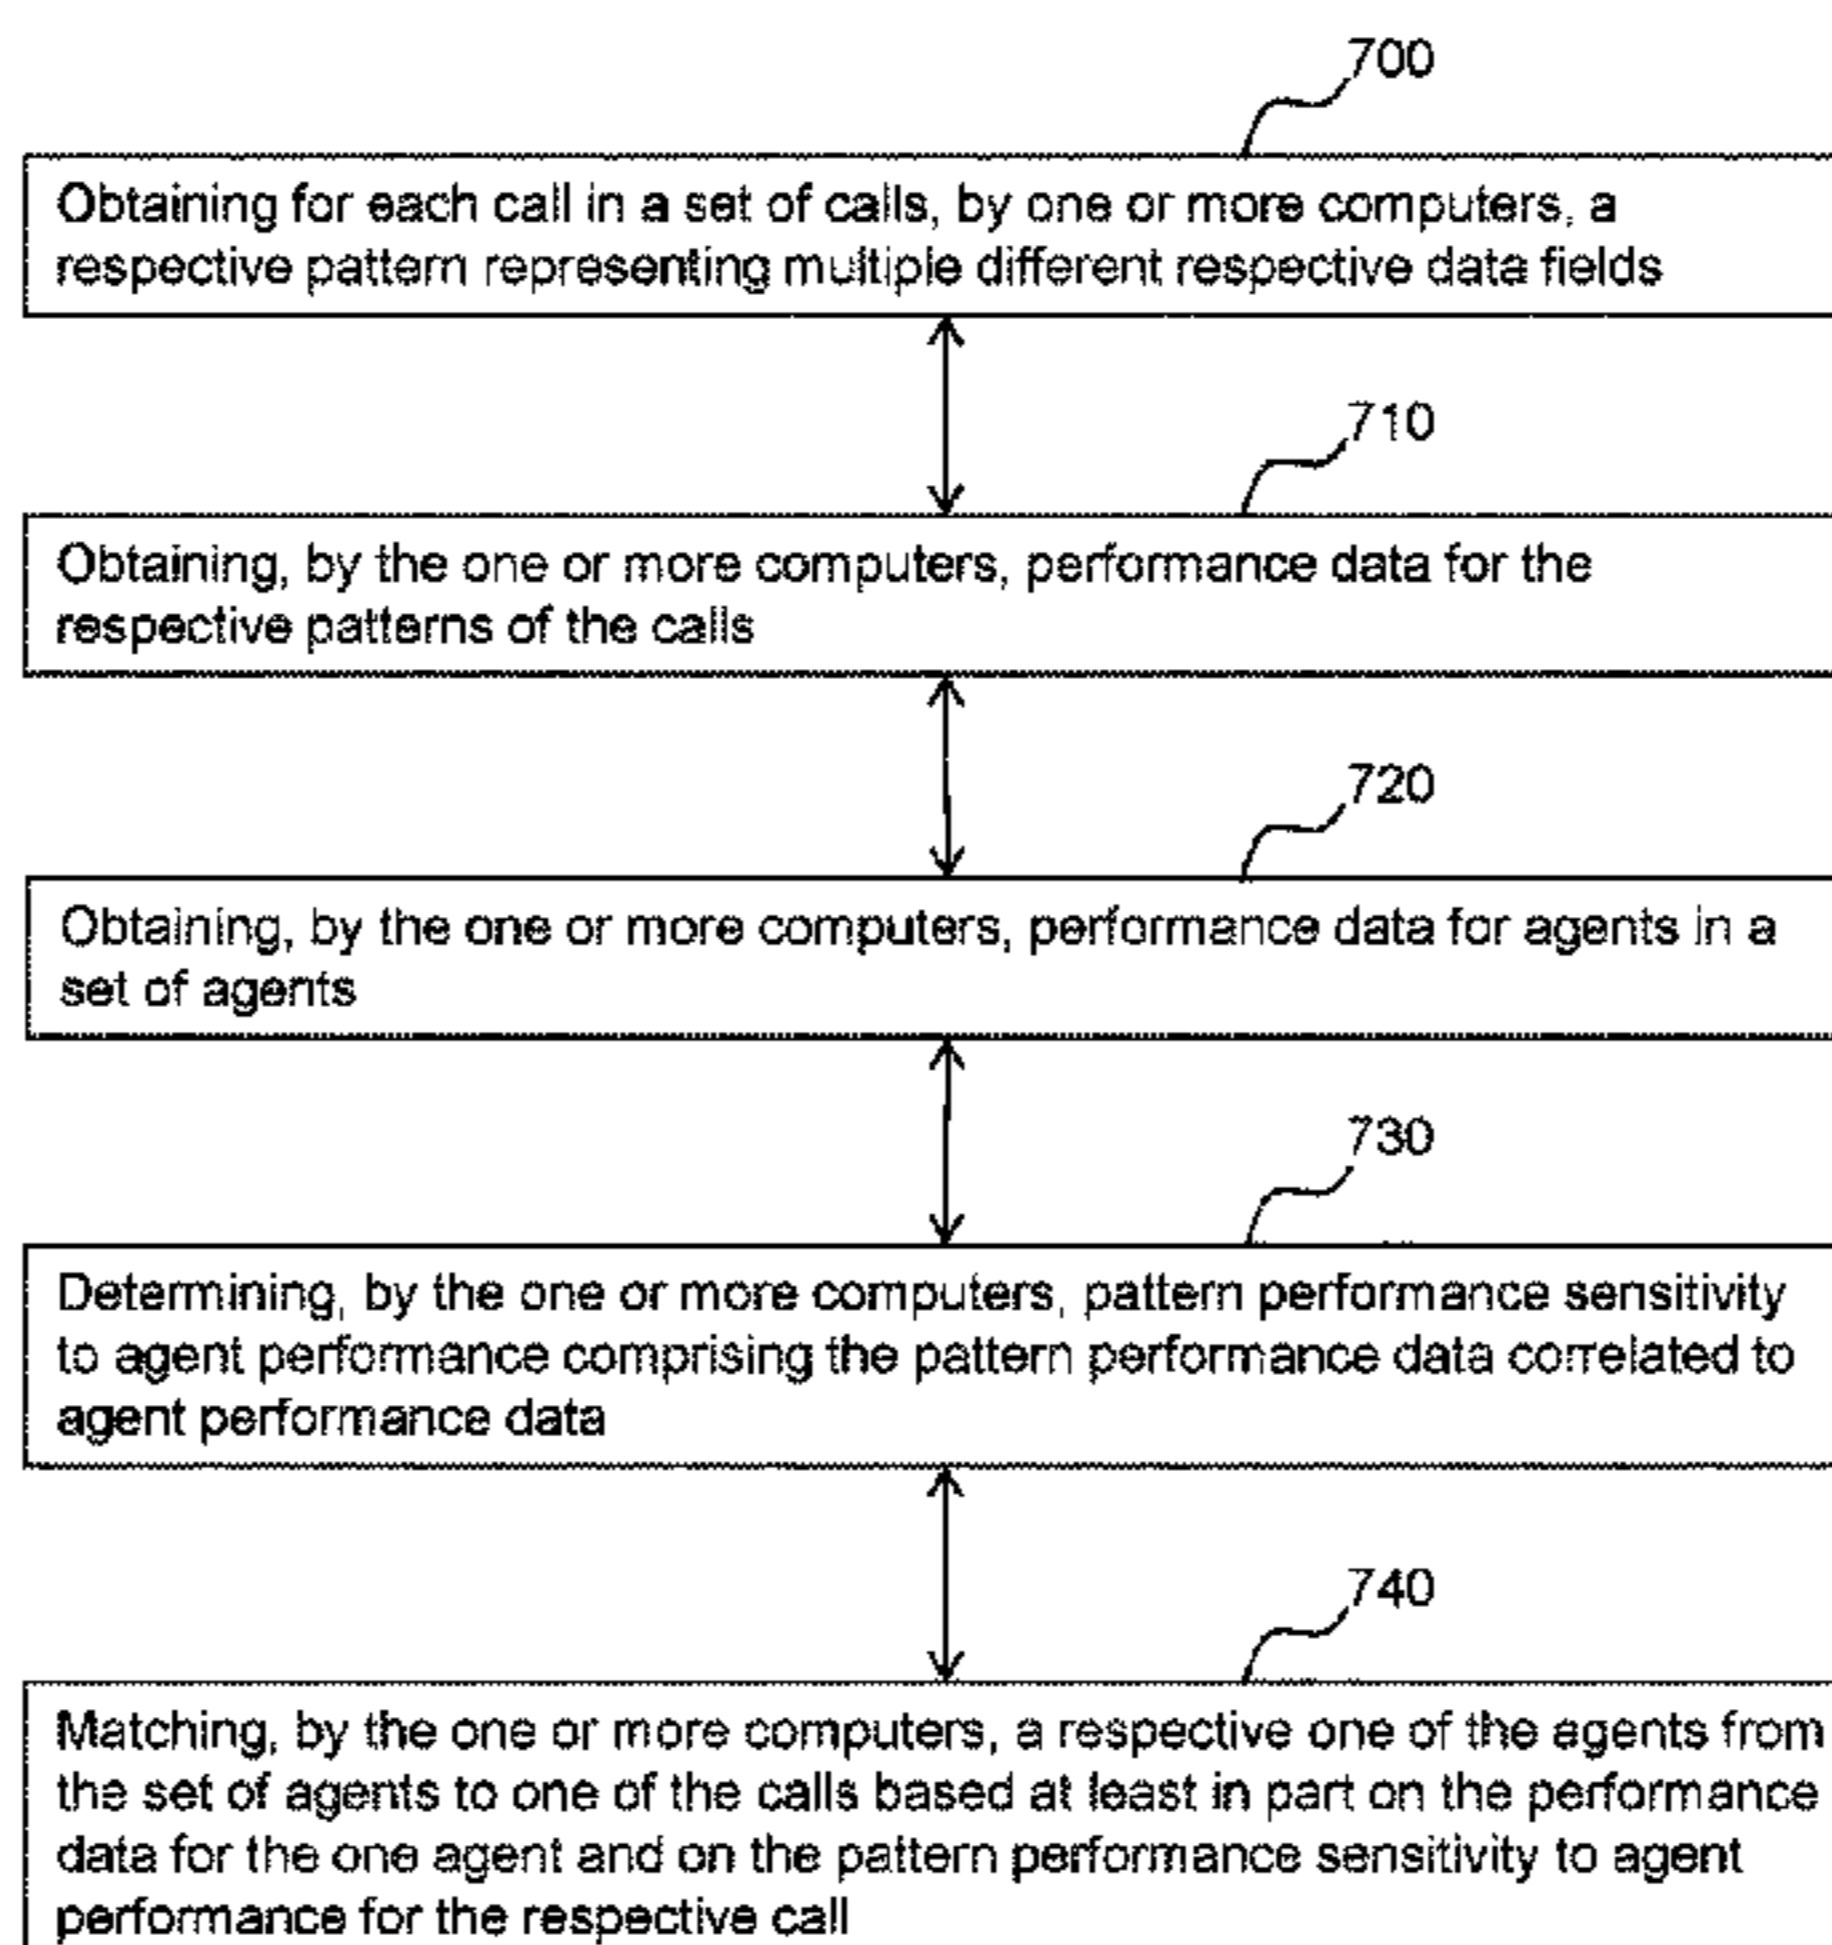 700
Obtaining for each call in a set of calls, by one or more computers, a
respective pattern representing multiple different respective data fields
710
Obtaining, by the one or more computers, performance data for the
respective patterns of the calls
720
Obtaining, by the one or more computers, performance data for agents in a
set of agents
730
Determining, by the one or more computers, pattern performance sensitivity
to agent performance comprising the pattern performance data correlated to
agent performance data
740
Matching, by the one or more computers, a respective one of the agents from
the set of agents to one of the calls based at least in part on the performance
data for the one agent and on the pattern performance sensitivity to agent
performance for the respective call